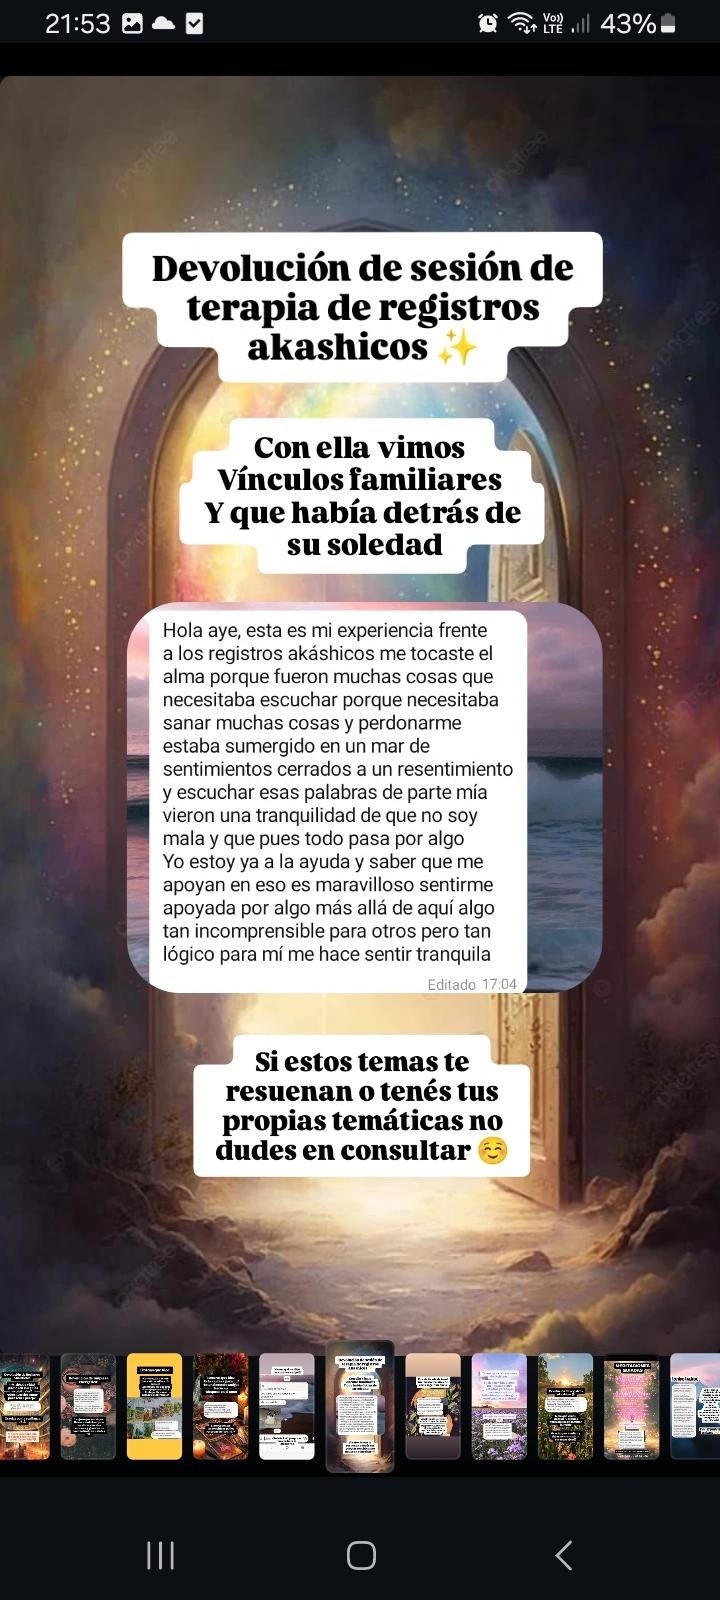 21:53
Vo))
LTE
43%
Devolución de sesión de
terapia de registros
akashicos ✨
Con ella vimos
Vínculos familiares
Y que había detrás de
su soledad
Hola aye, esta es mi experiencia frente
a los registros akáshicos me tocaste el
alma porque fueron muchas cosas que
necesitaba escuchar porque necesitaba
sanar muchas cosas y perdonarme
estaba sumergido en un mar de
sentimientos cerrados a un resentimiento
y escuchar esas palabras de parte mía
vieron una tranquilidad de que no soy
mala y que pues todo pasa por algo
Yo estoy ya a la ayuda y saber que me
apoyan en eso es maravilloso sentirme
apoyada por algo más allá de aquí algo
tan incomprensible para otros pero tan
lógico para mí me hace sentir tranquila
Editado 17:04
Si estos temas te
resuenan o tenés tus
propias temáticas no
dudes en consultar ☺️
pngtree
MEDITACIONES
GUIADAS